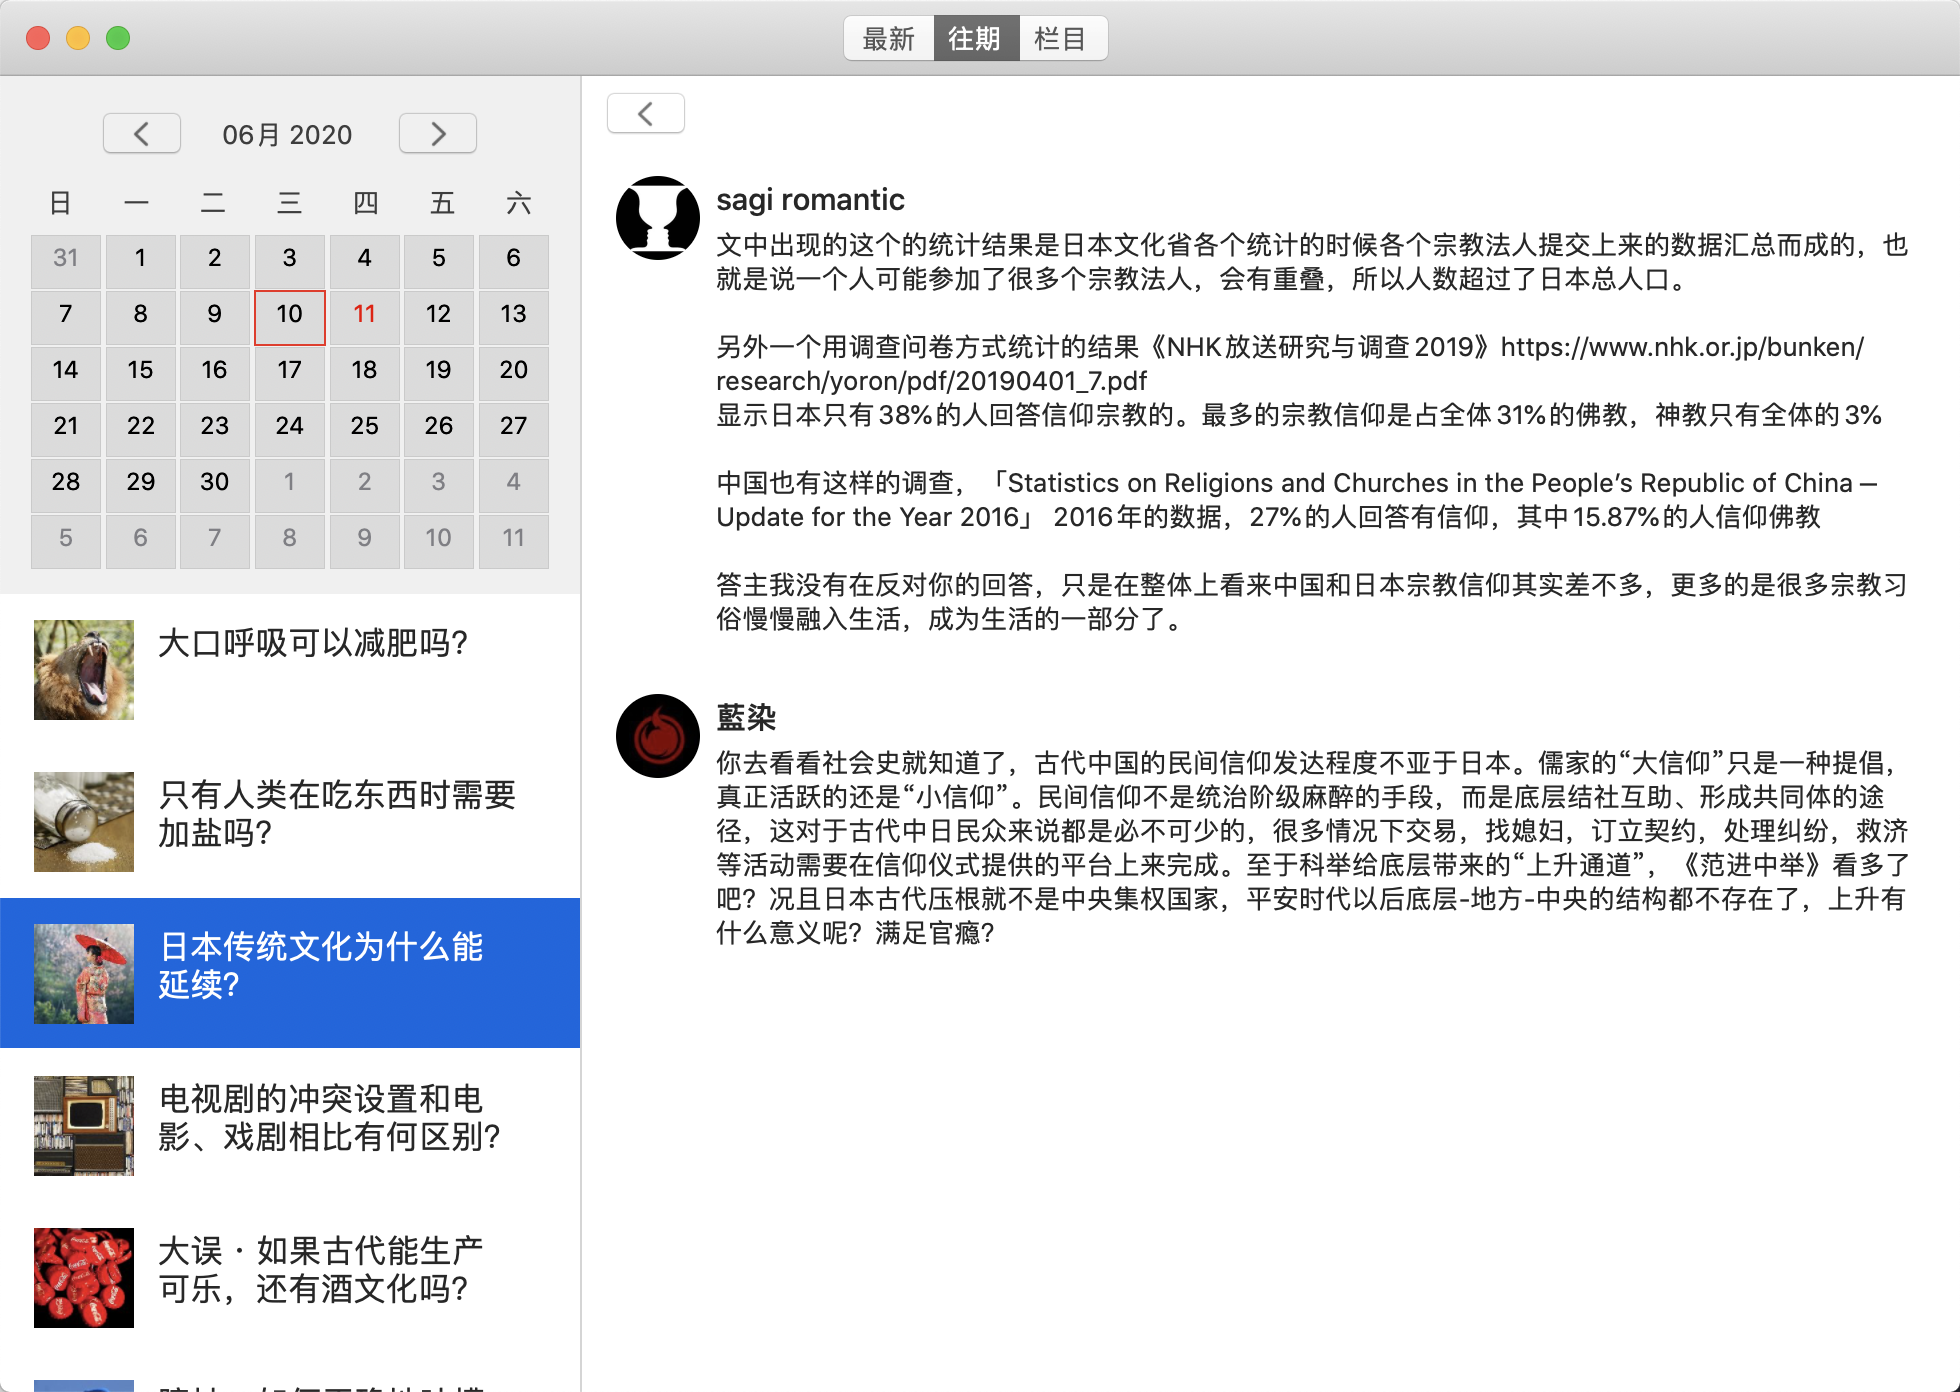 最新 往期 栏目
06月 2020
日 一 二 三 四 五 六
31 1 2 3 4 5 6
7 8 9 10 11 12 13
14 15 16 17 18 19 20
21 22 23 24 25 26 27
28 29 30 1 2 3 4
5 6 7 8 9 10 11
大口呼吸可以减肥吗？
只有人类在吃东西时需要
加盐吗？
日本传统文化为什么能
延续？
电视剧的冲突设置和电
影、戏剧相比有何区别？
大误 · 如果古代能生产
可乐，还有酒文化吗？
sagi romantic
文中出现的这个的统计结果是日本文化省各个统计的时候各个宗教法人提交上来的数据汇总而成的，也
就是说一个人可能参加了很多个宗教法人，会有重叠，所以人数超过了日本总人口。
另外一个用调查问卷方式统计的结果《NHK放送研究与调查2019》https://www.nhk.or.jp/bunken/
research/yoron/pdf/20190401_7.pdf
显示日本只有38%的人回答信仰宗教的。最多的宗教信仰是占全体31%的佛教，神教只有全体的3%
中国也有这样的调查，「Statistics on Religions and Churches in the People’s Republic of China –
Update for the Year 2016」 2016年的数据，27%的人回答有信仰，其中15.87%的人信仰佛教
答主我没有在反对你的回答，只是在整体上看来中国和日本宗教信仰其实差不多，更多的是很多宗教习
俗慢慢融入生活，成为生活的一部分了。
藍染
你去看看社会史就知道了，古代中国的民间信仰发达程度不亚于日本。儒家的“大信仰”只是一种提倡，
真正活跃的还是“小信仰”。民间信仰不是统治阶级麻醉的手段，而是底层结社互助、形成共同体的途
径，这对于古代中日民众来说都是必不可少的，很多情况下交易，找媳妇，订立契约，处理纠纷，救济
等活动需要在信仰仪式提供的平台上来完成。至于科举给底层带来的“上升通道”，《范进中举》看多了
吧？况且日本古代压根就不是中央集权国家，平安时代以后底层-地方-中央的结构都不存在了，上升有
什么意义呢？满足官瘾？